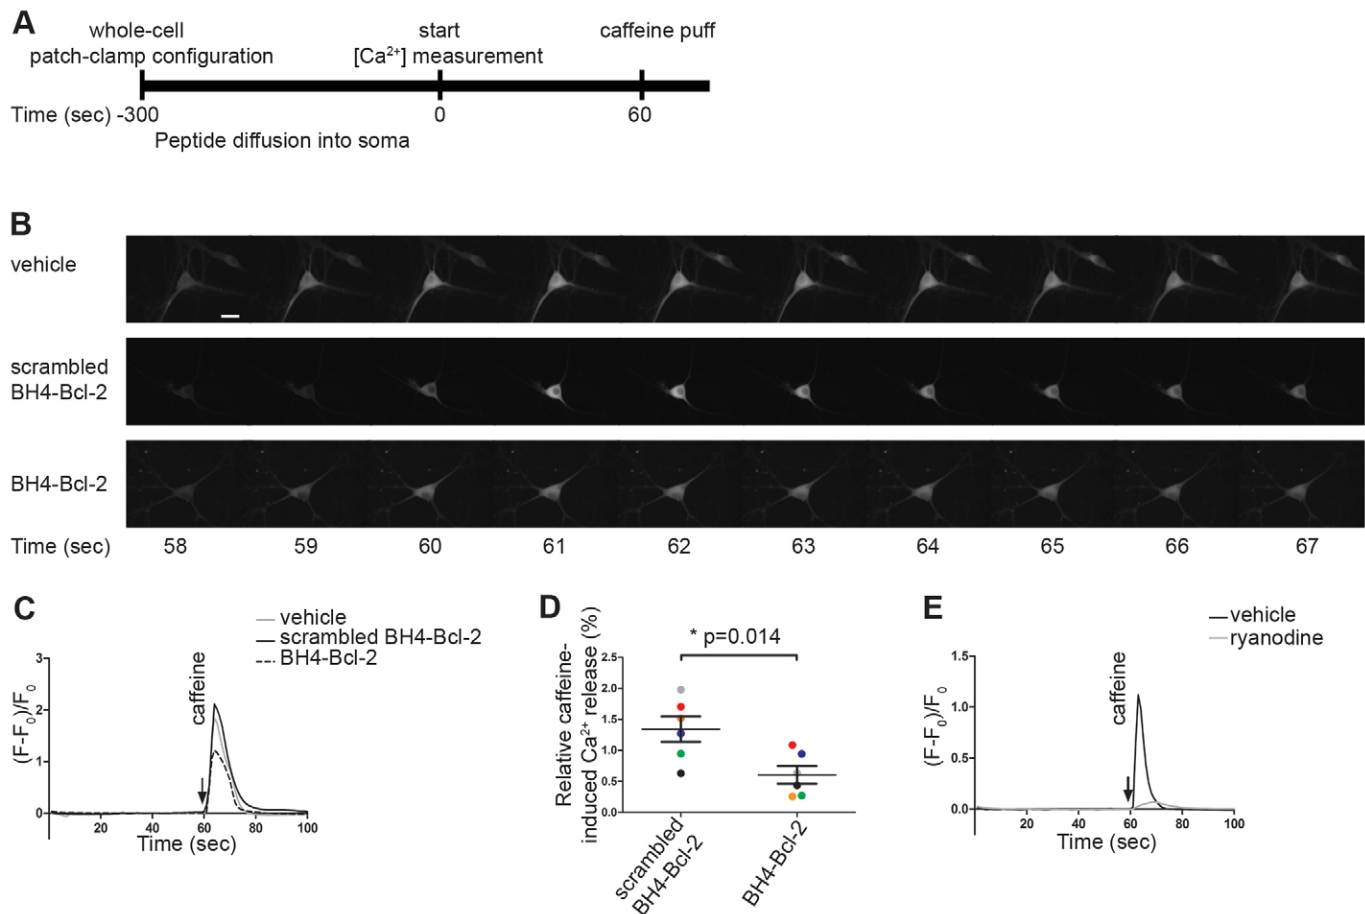 A
whole-cell
patch-clamp configuration
start
[Ca²⁺] measurement
caffeine puff
Time (sec) -300
0
60
Peptide diffusion into soma
B
vehicle
scrambled
BH4-Bcl-2
BH4-Bcl-2
Time (sec)
58
59
60
61
62
63
64
65
66
67
C
vehicle
scrambled BH4-Bcl-2
BH4-Bcl-2
(F-F₀)/F₀
3
2
1
0
caffeine
20
40
60
80
100
Time (sec)
D
* p=0.014
Relative caffeine-
induced Ca²⁺ release (%)
2.5
2.0
1.5
1.0
0.5
0.0
scrambled
BH4-Bcl-2
BH4-Bcl-2
E
vehicle
ryanodine
(F-F₀)/F₀
1.5
1.0
0.5
0.0
caffeine
20
40
60
80
100
Time (sec)